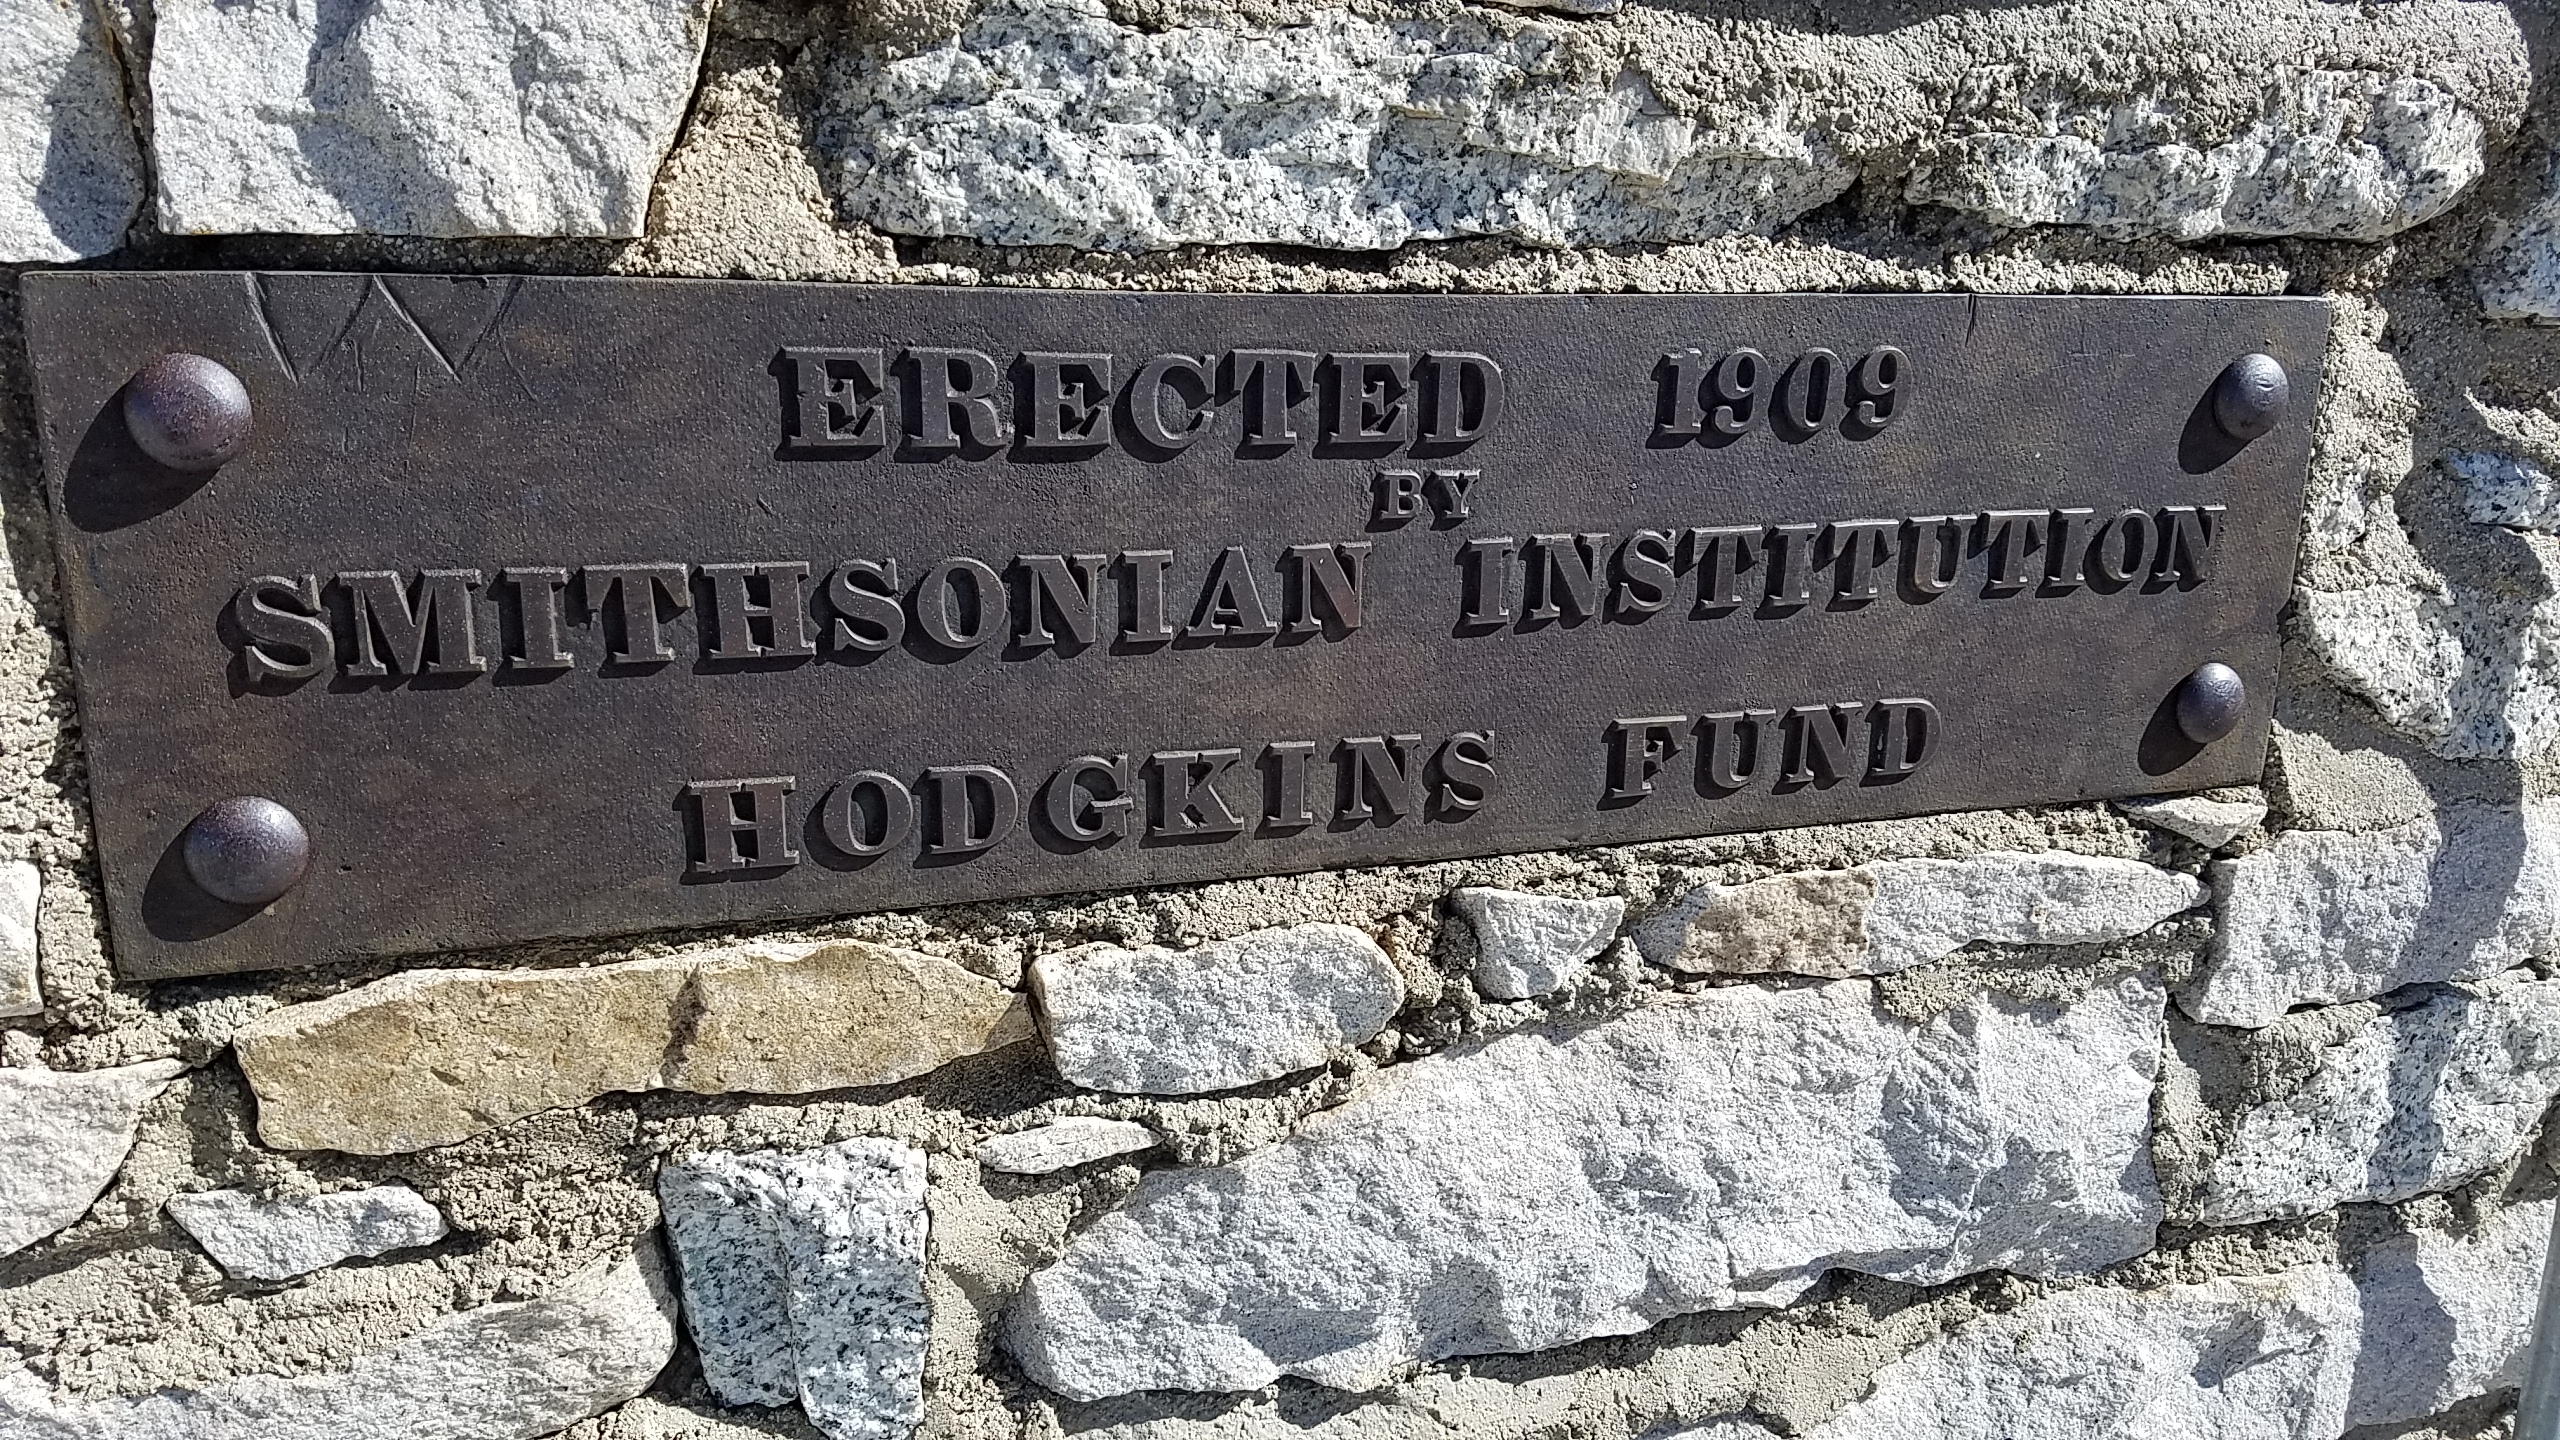 ERECTED 1909
BY
SMITHSONIAN INSTITUTION
HODGKINS FUND